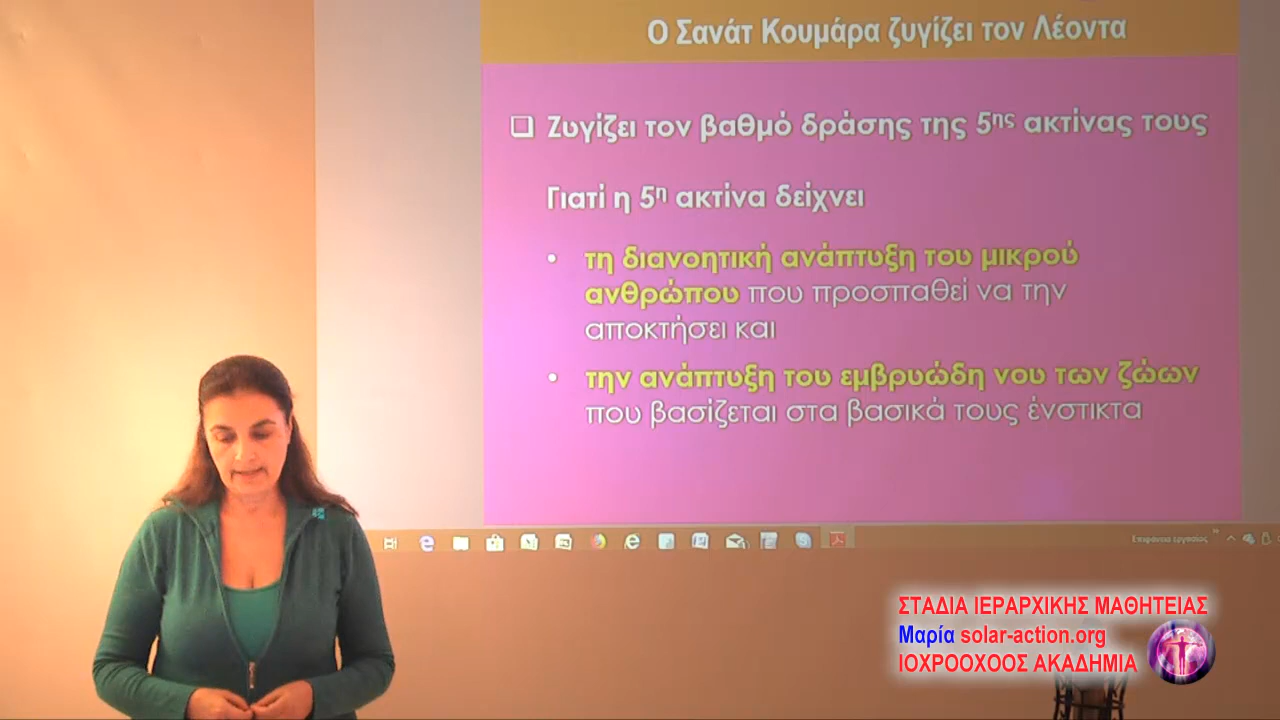 Ο Σανάτ Κουμάρα ζυγίζει τον Λέοντα
❑ Ζυγίζει τον βαθμό δράσης της 5ης ακτίνας τους
Γιατί η 5η ακτίνα δείχνει
• τη διανοητική ανάπτυξη του μικρού
ανθρώπου που προσπαθεί να την
αποκτήσει και
• την ανάπτυξη του εμβρυώδη νου των ζώων
που βασίζεται στα βασικά τους ένστικτα
Επιφάνεια εργασίας
ΣΤΑΔΙΑ ΙΕΡΑΡΧΙΚΗΣ ΜΑΘΗΤΕΙΑΣ
Μαρία solar-action.org
ΙΟΧΡΟΟΧΟΟΣ ΑΚΑΔΗΜΙΑ